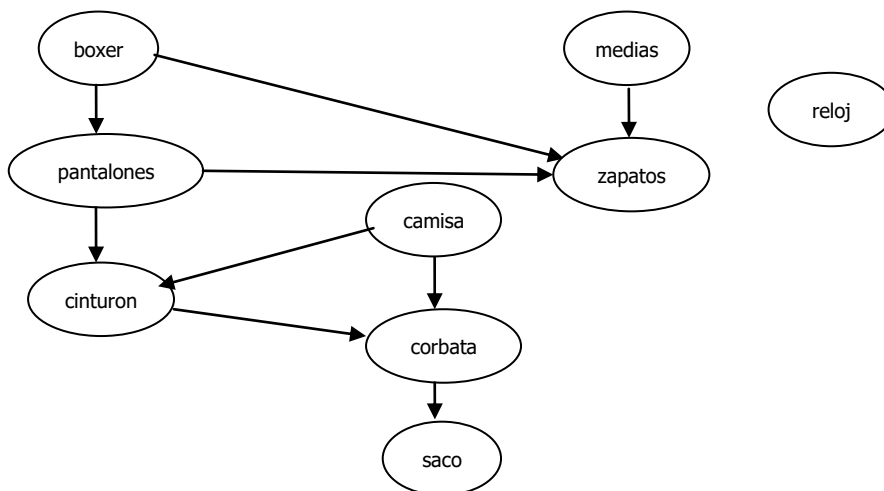 boxer
medias
reloj
pantalones
zapatos
camisa
cinturon
corbata
saco